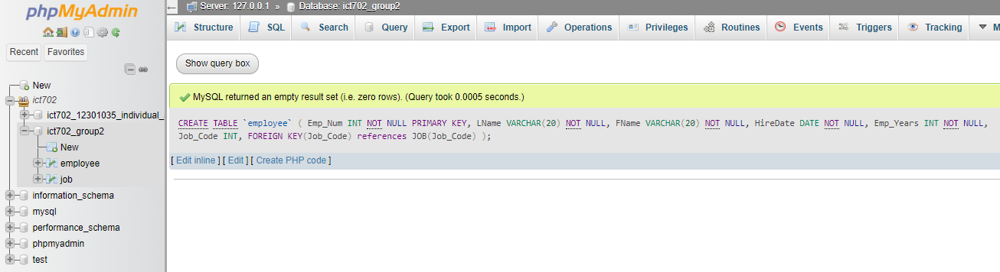 phpMyAdmin
Recent Favorites
New
ict702
ict702_12301035_individual_
ict702_group2
New
employee
job
information_schema
mysql
performance_schema
phpmyadmin
test
Server: 127.0.0.1 » Database: ict702_group2
Structure SQL Search Query Export Import Operations Privileges Routines Events Triggers Tracking M
Show query box
MySQL returned an empty result set (i.e. zero rows). (Query took 0.0005 seconds.)
CREATE TABLE `employee` ( Emp_Num INT NOT NULL PRIMARY KEY, LName VARCHAR(20) NOT NULL, FName VARCHAR(20) NOT NULL, HireDate DATE NOT NULL, Emp_Years INT NOT NULL,
Job_Code INT, FOREIGN KEY(Job_Code) references JOB(Job_Code) );
[ Edit inline ] [ Edit ] [ Create PHP code ]